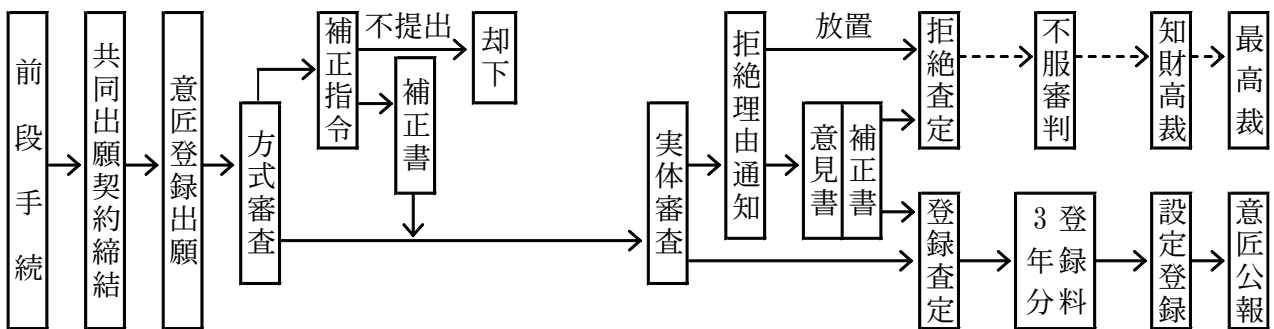 前段手続
共同出願契約締結
意匠登録出願
方式審査
補正指令
不提出
却下
補正書
実体審査
拒絶理由通知
放置
意見書
補正書
拒絶査定
不服審判
知財高裁
最高裁
登録査定
登録料
3年分
設定登録
意匠公報